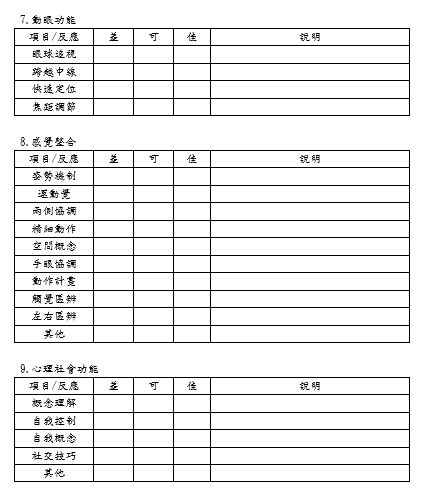 7.動眼功能
項目/反應 差 可 佳 說明
眼球追視
跨越中線
快速定位
焦距調節
8.感覺整合
項目/反應 差 可 佳 說明
姿勢機制
運動覺
兩側協調
精細動作
空間概念
手眼協調
動作計畫
觸覺區辨
左右區辨
其他
9.心理社會功能
項目/反應 差 可 佳 說明
概念理解
自我控制
自我概念
社交技巧
其他